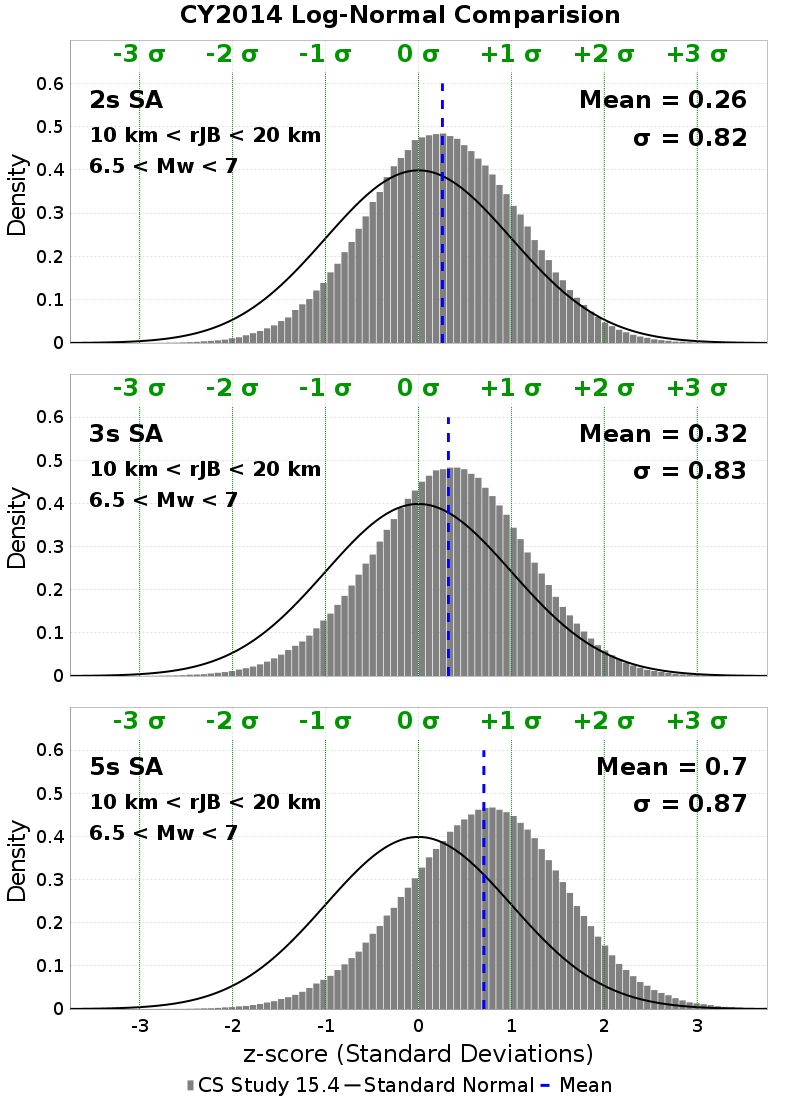 CY2014 Log-Normal Comparision
-3 σ -2 σ -1 σ 0 σ +1 σ +2 σ +3 σ
2s SA
10 km < rJB < 20 km
6.5 < Mw < 7
Mean = 0.26
σ = 0.82
Density
0.6
0.5
0.4
0.3
0.2
0.1
0
-3 σ -2 σ -1 σ 0 σ +1 σ +2 σ +3 σ
3s SA
10 km < rJB < 20 km
6.5 < Mw < 7
Mean = 0.32
σ = 0.83
Density
0.6
0.5
0.4
0.3
0.2
0.1
0
-3 σ -2 σ -1 σ 0 σ +1 σ +2 σ +3 σ
5s SA
10 km < rJB < 20 km
6.5 < Mw < 7
Mean = 0.7
σ = 0.87
Density
0.6
0.5
0.4
0.3
0.2
0.1
0
-3 -2 -1 0 1 2 3
z-score (Standard Deviations)
CS Study 15.4 Standard Normal Mean